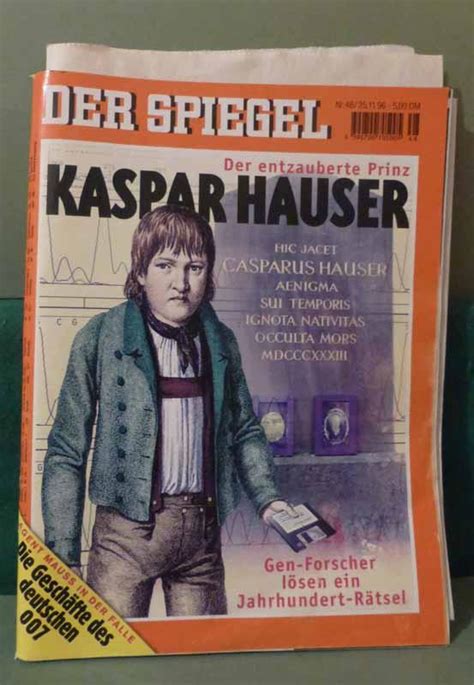 DER SPIEGEL
Nr. 48/25.11.96 - 5,00 DM
Der entzauberte Prinz
KASPAR HAUSER
HIC JACET
CASPARUS HAUSER
AENIGMA
SUI TEMPORIS
IGNOTA NATIVITAS
OCCULTA MORS
MDCCCXXXIII
C G
Gen-Forscher
lösen ein
Jahrhundert-Rätsel
AGENT MAUSS IN DER FALLE
Die Geschäfte des
deutschen
007